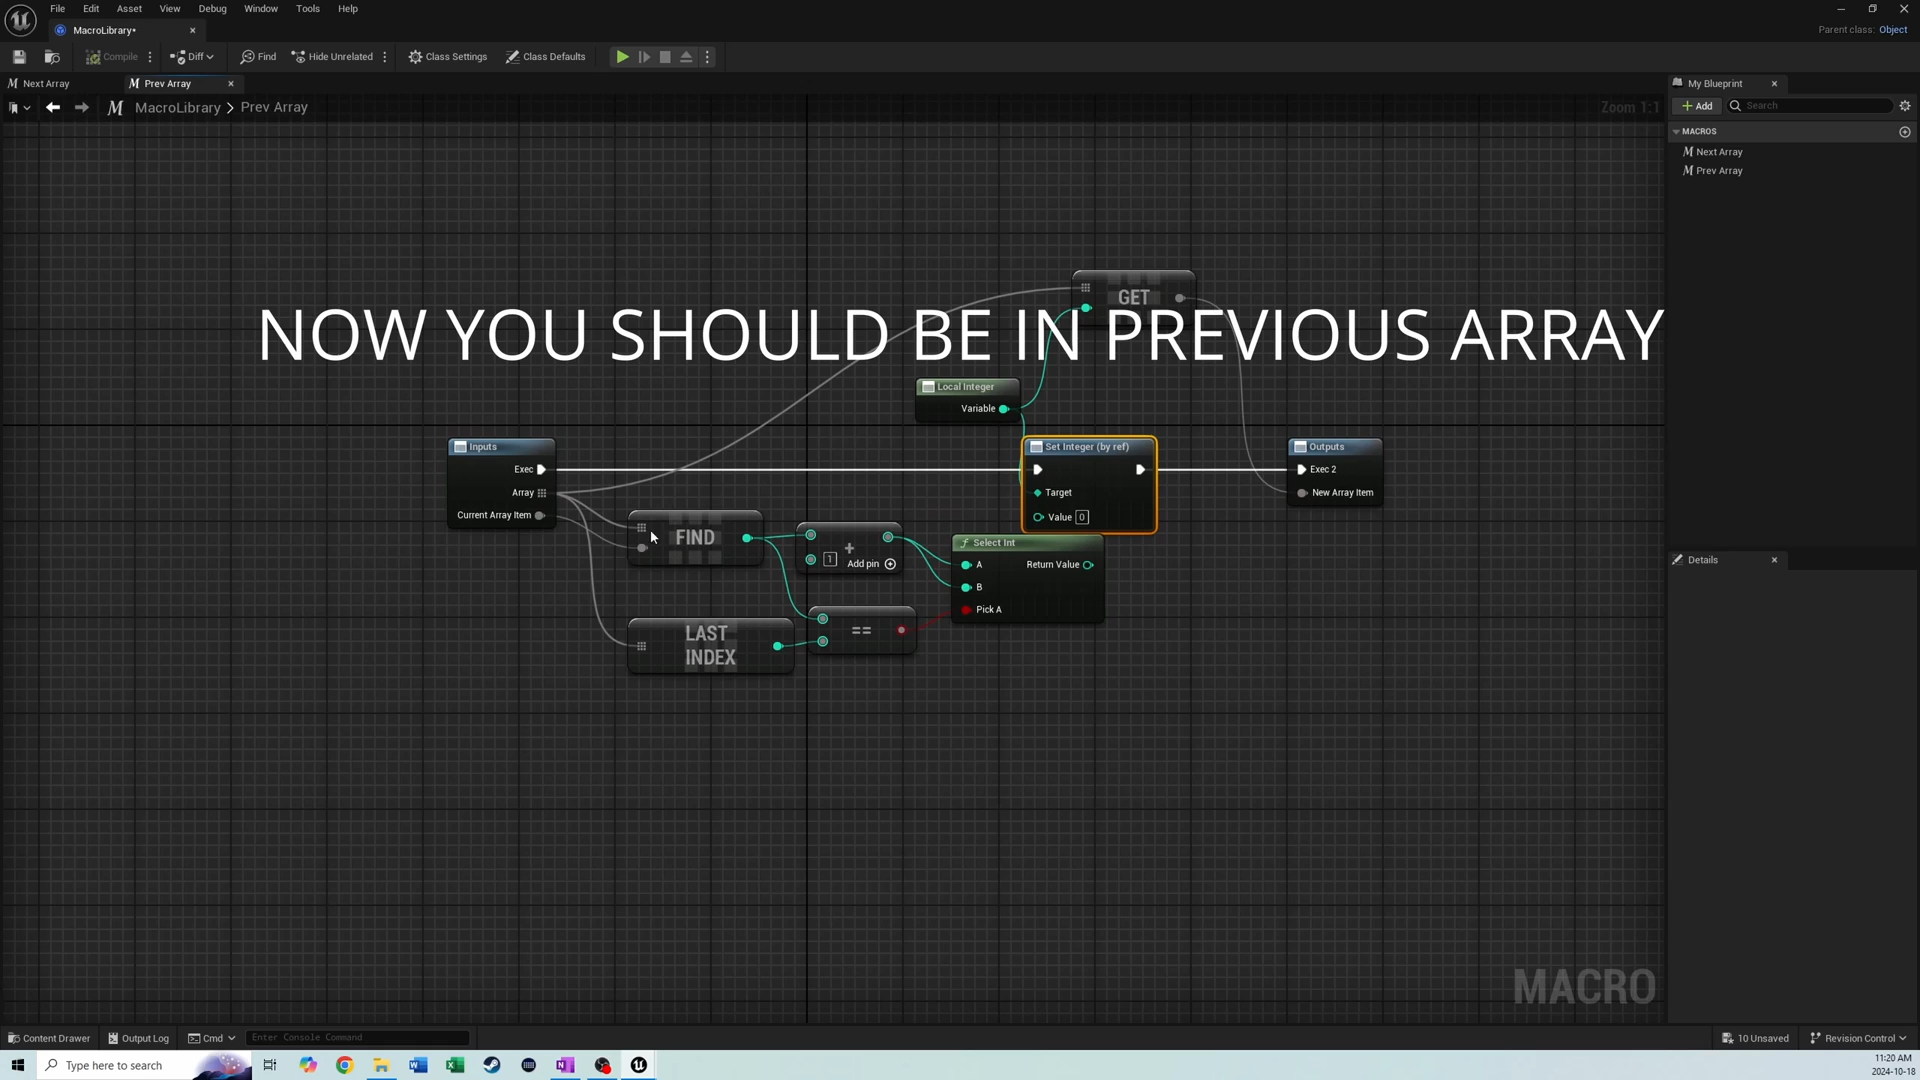 File Edit Asset View Debug Window Tools Help
MacroLibrary•
Parent class: Object
Compile Diff Find Hide Unrelated Class Settings Class Defaults
Next Array Prev Array
MacroLibrary > Prev Array
Zoom 1:1
My Blueprint
Add Search
MACROS
Next Array
Prev Array
Details
GET
NOW YOU SHOULD BE IN PREVIOUS ARRAY
Local Integer
Variable
Inputs
Exec
Array
Current Array Item
Set Integer (by ref)
Target
Value 0
Outputs
Exec 2
New Array Item
FIND
+
1
Add pin
Select Int
A Return Value
B
Pick A
LAST
INDEX
==
MACRO
Content Drawer Output Log Cmd Enter Console Command
10 Unsaved Revision Control
Type here to search
11:20 AM
2024-10-18